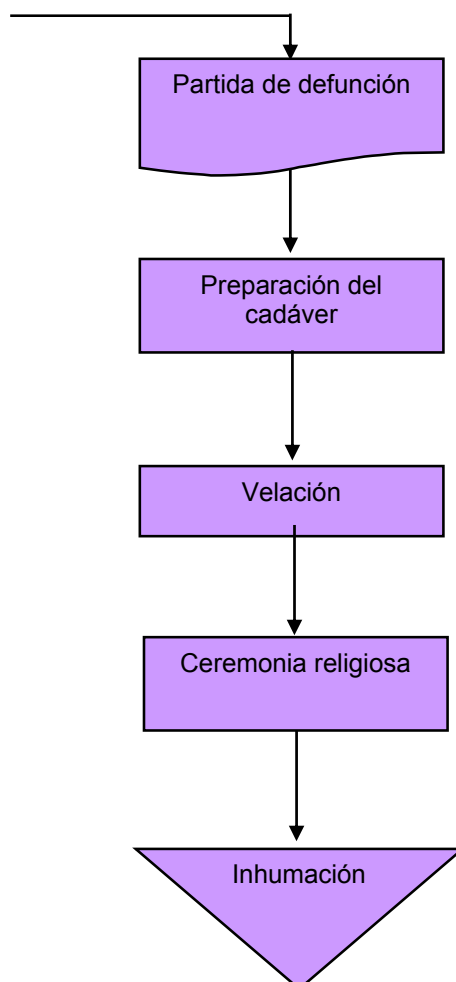 Partida de defunción
Preparación del
cadáver
Velación
Ceremonia religiosa
Inhumación